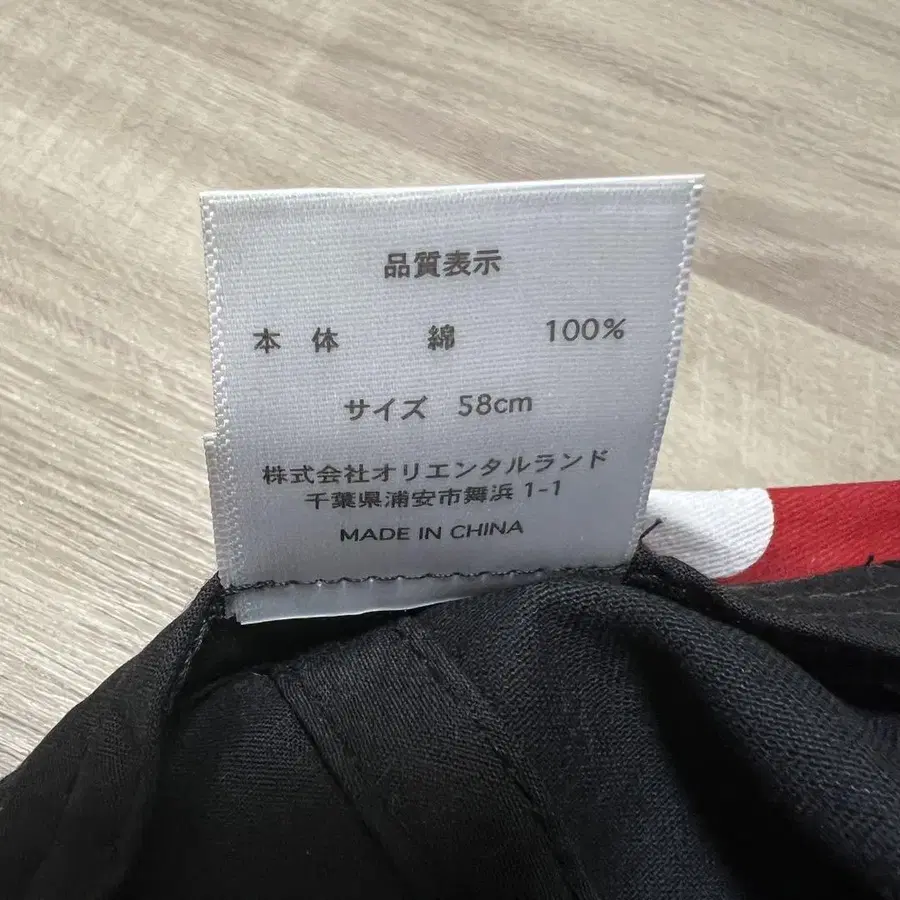 品質表示
本体 綿 100%
サイズ 58cm
株式会社オリエンタルランド
千葉県浦安市舞浜1-1
MADE IN CHINA